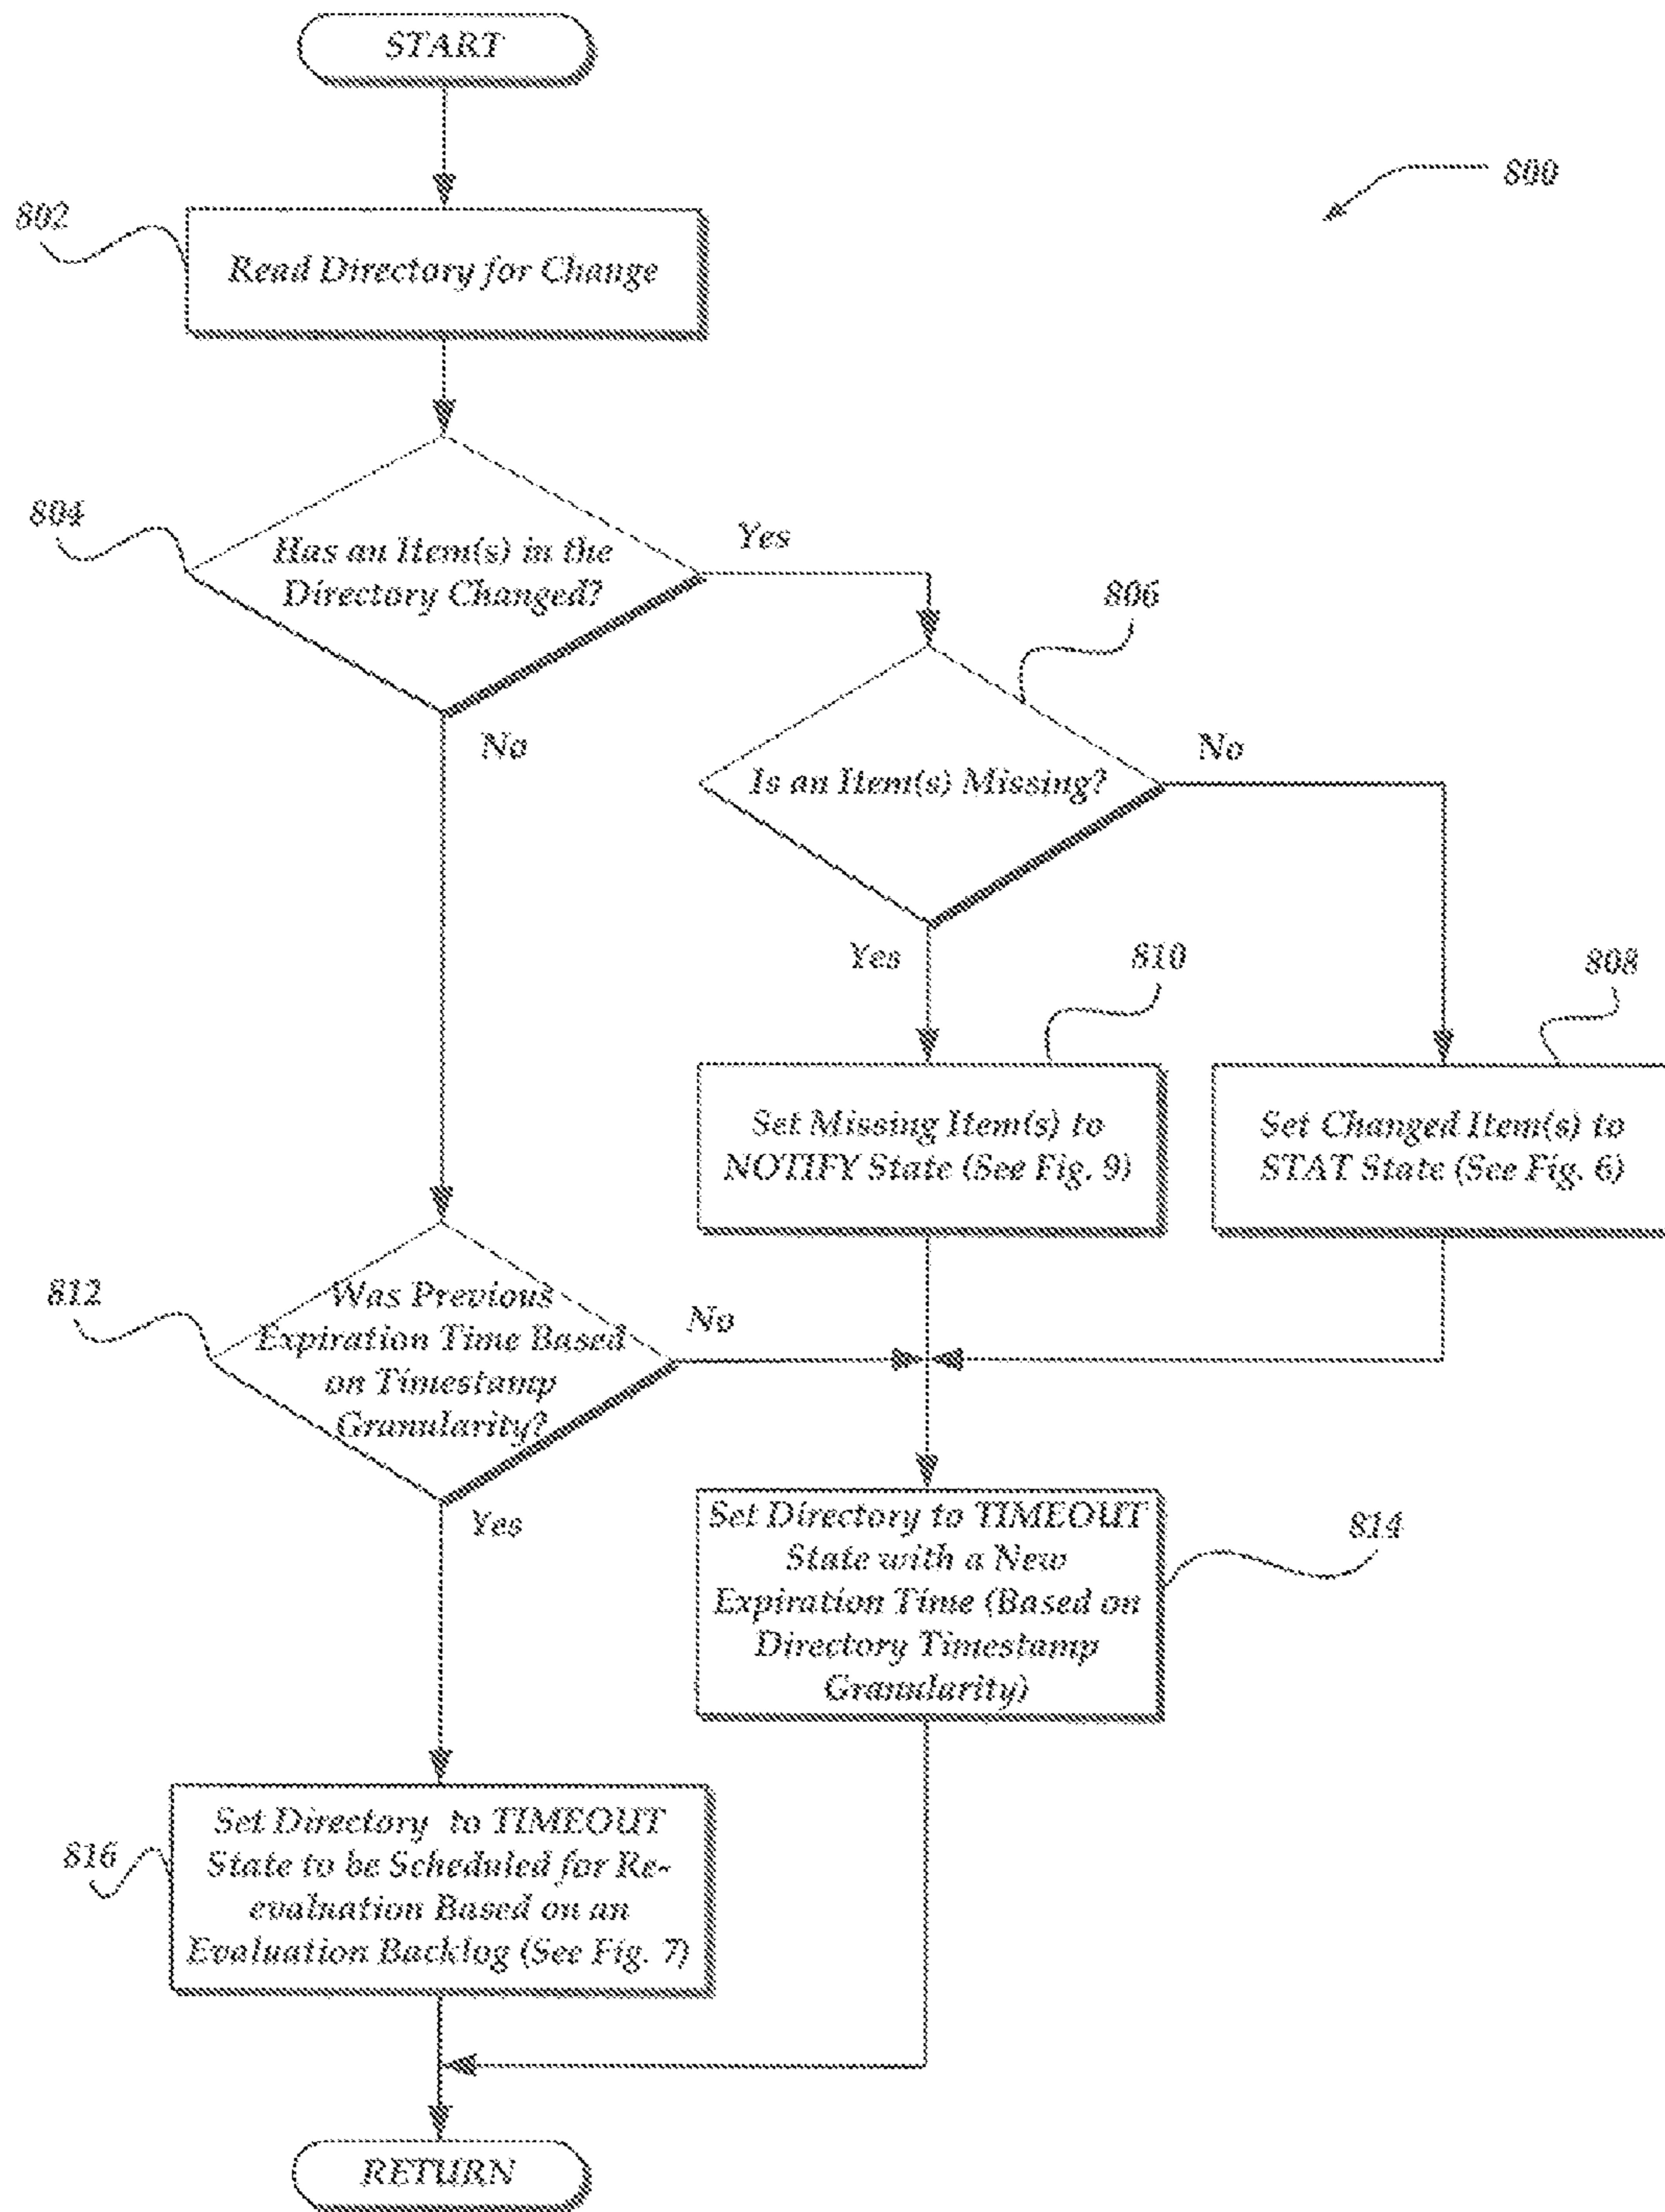 START
800
802
Read Directory for Change
804
Has an Item(s) in the
Directory Changed?
Yes
No
806
Is an Item(s) Missing?
No
Yes
810
808
Set Missing Item(s) to
NOTIFY State (See Fig. 9)
Set Changed Item(s) to
STAT State (See Fig. 6)
812
Was Previous
Expiration Time Based
on Timestamp
Granularity?
No
Yes
Set Directory to TIMEOUT
State with a New
Expiration Time (Based on
Directory Timestamp
Granularity)
814
816
Set Directory to TIMEOUT
State to be Scheduled for Re-
evaluation Based on an
Evaluation Backlog (See Fig. 7)
RETURN